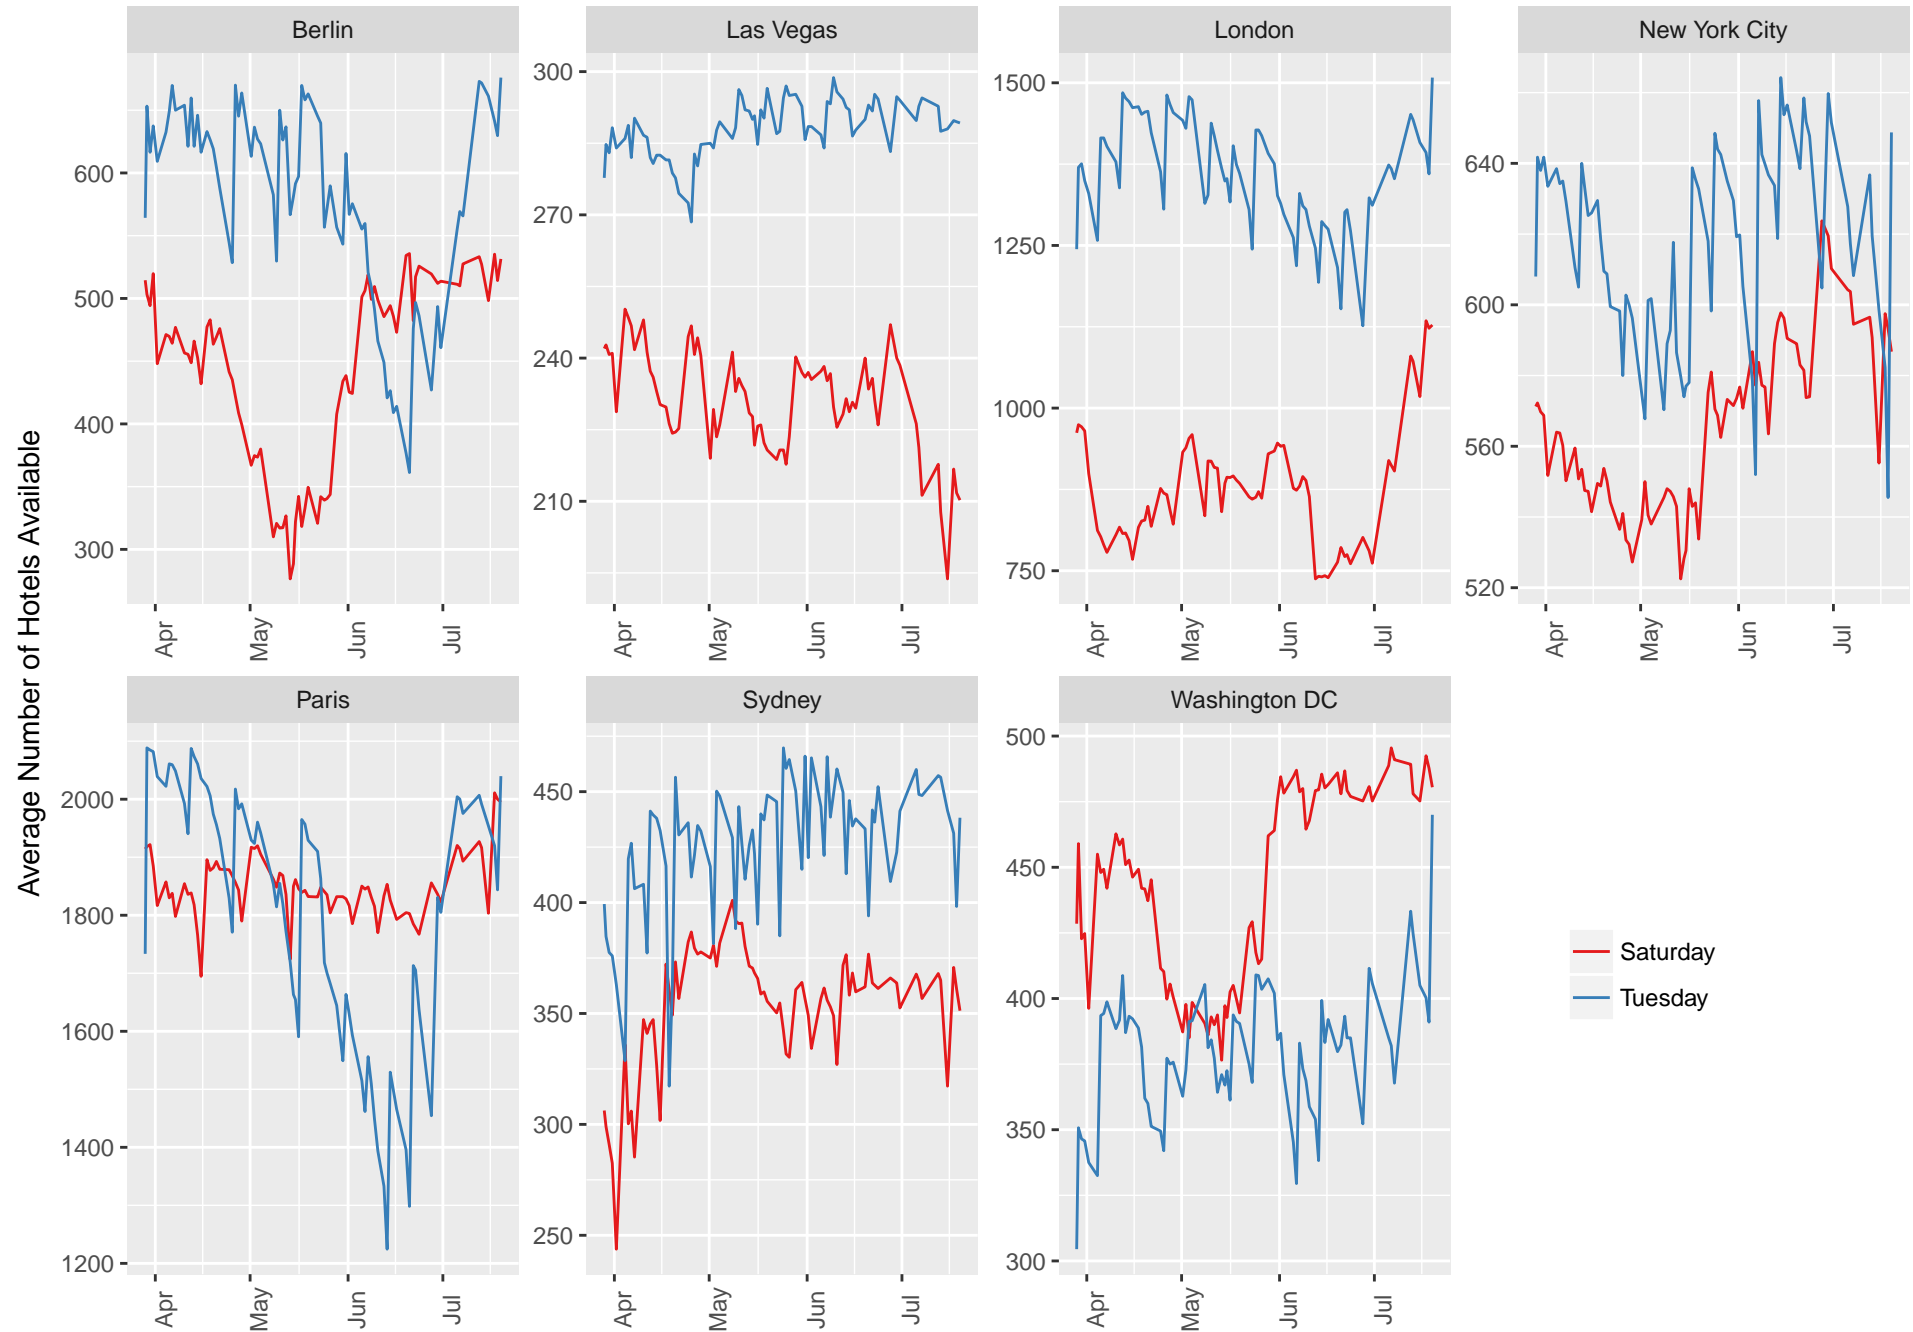 Berlin
Las Vegas
London
New York City
600
500
400
300
300
270
240
210
1500
1250
1000
750
640
600
560
520
Apr
May
Jun
Jul
Apr
May
Jun
Jul
Apr
May
Jun
Jul
Apr
May
Jun
Jul
Average Number of Hotels Available
Paris
Sydney
Washington DC
2000
1800
1600
1400
1200
450
400
350
300
250
500
450
400
350
300
Apr
May
Jun
Jul
Apr
May
Jun
Jul
Apr
May
Jun
Jul
Saturday
Tuesday